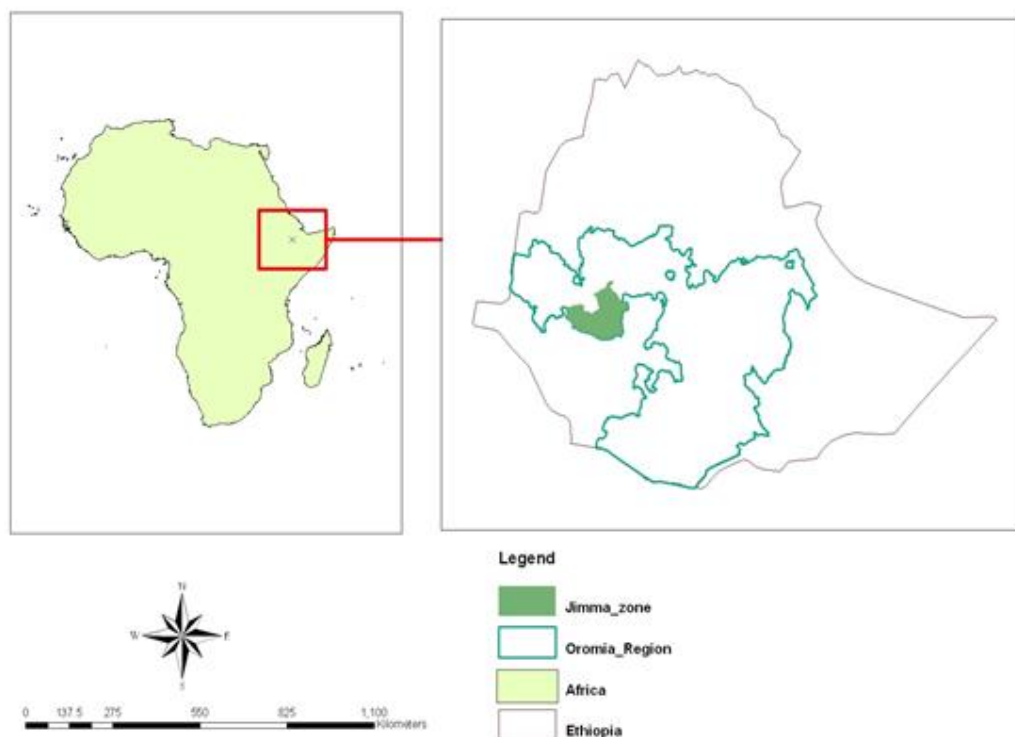 Legend
Jimma_zone
Oromia_Region
Africa
Ethiopia
N
W E
S
0 137.5 275 550 825 1,100
Kilometers